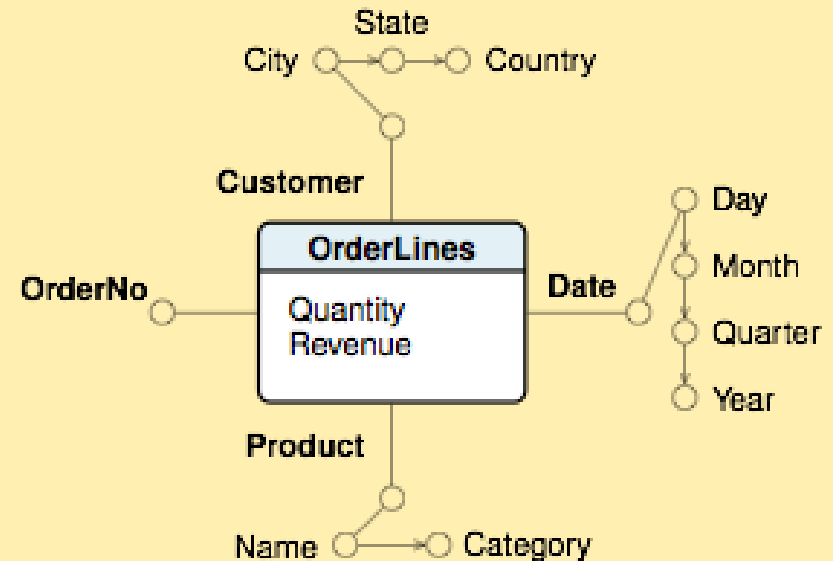 State
City
Country
Customer
Day
OrderLines
Month
OrderNo
Date
Quantity
Quarter
Revenue
Year
Product
Name
Category